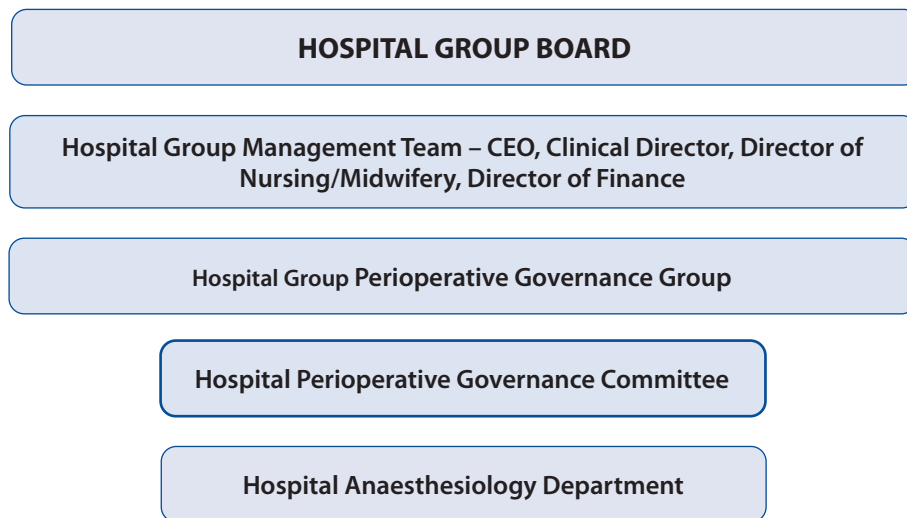 HOSPITAL GROUP BOARD
Hospital Group Management Team – CEO, Clinical Director, Director of
Nursing/Midwifery, Director of Finance
Hospital Group Perioperative Governance Group
Hospital Perioperative Governance Committee
Hospital Anaesthesiology Department